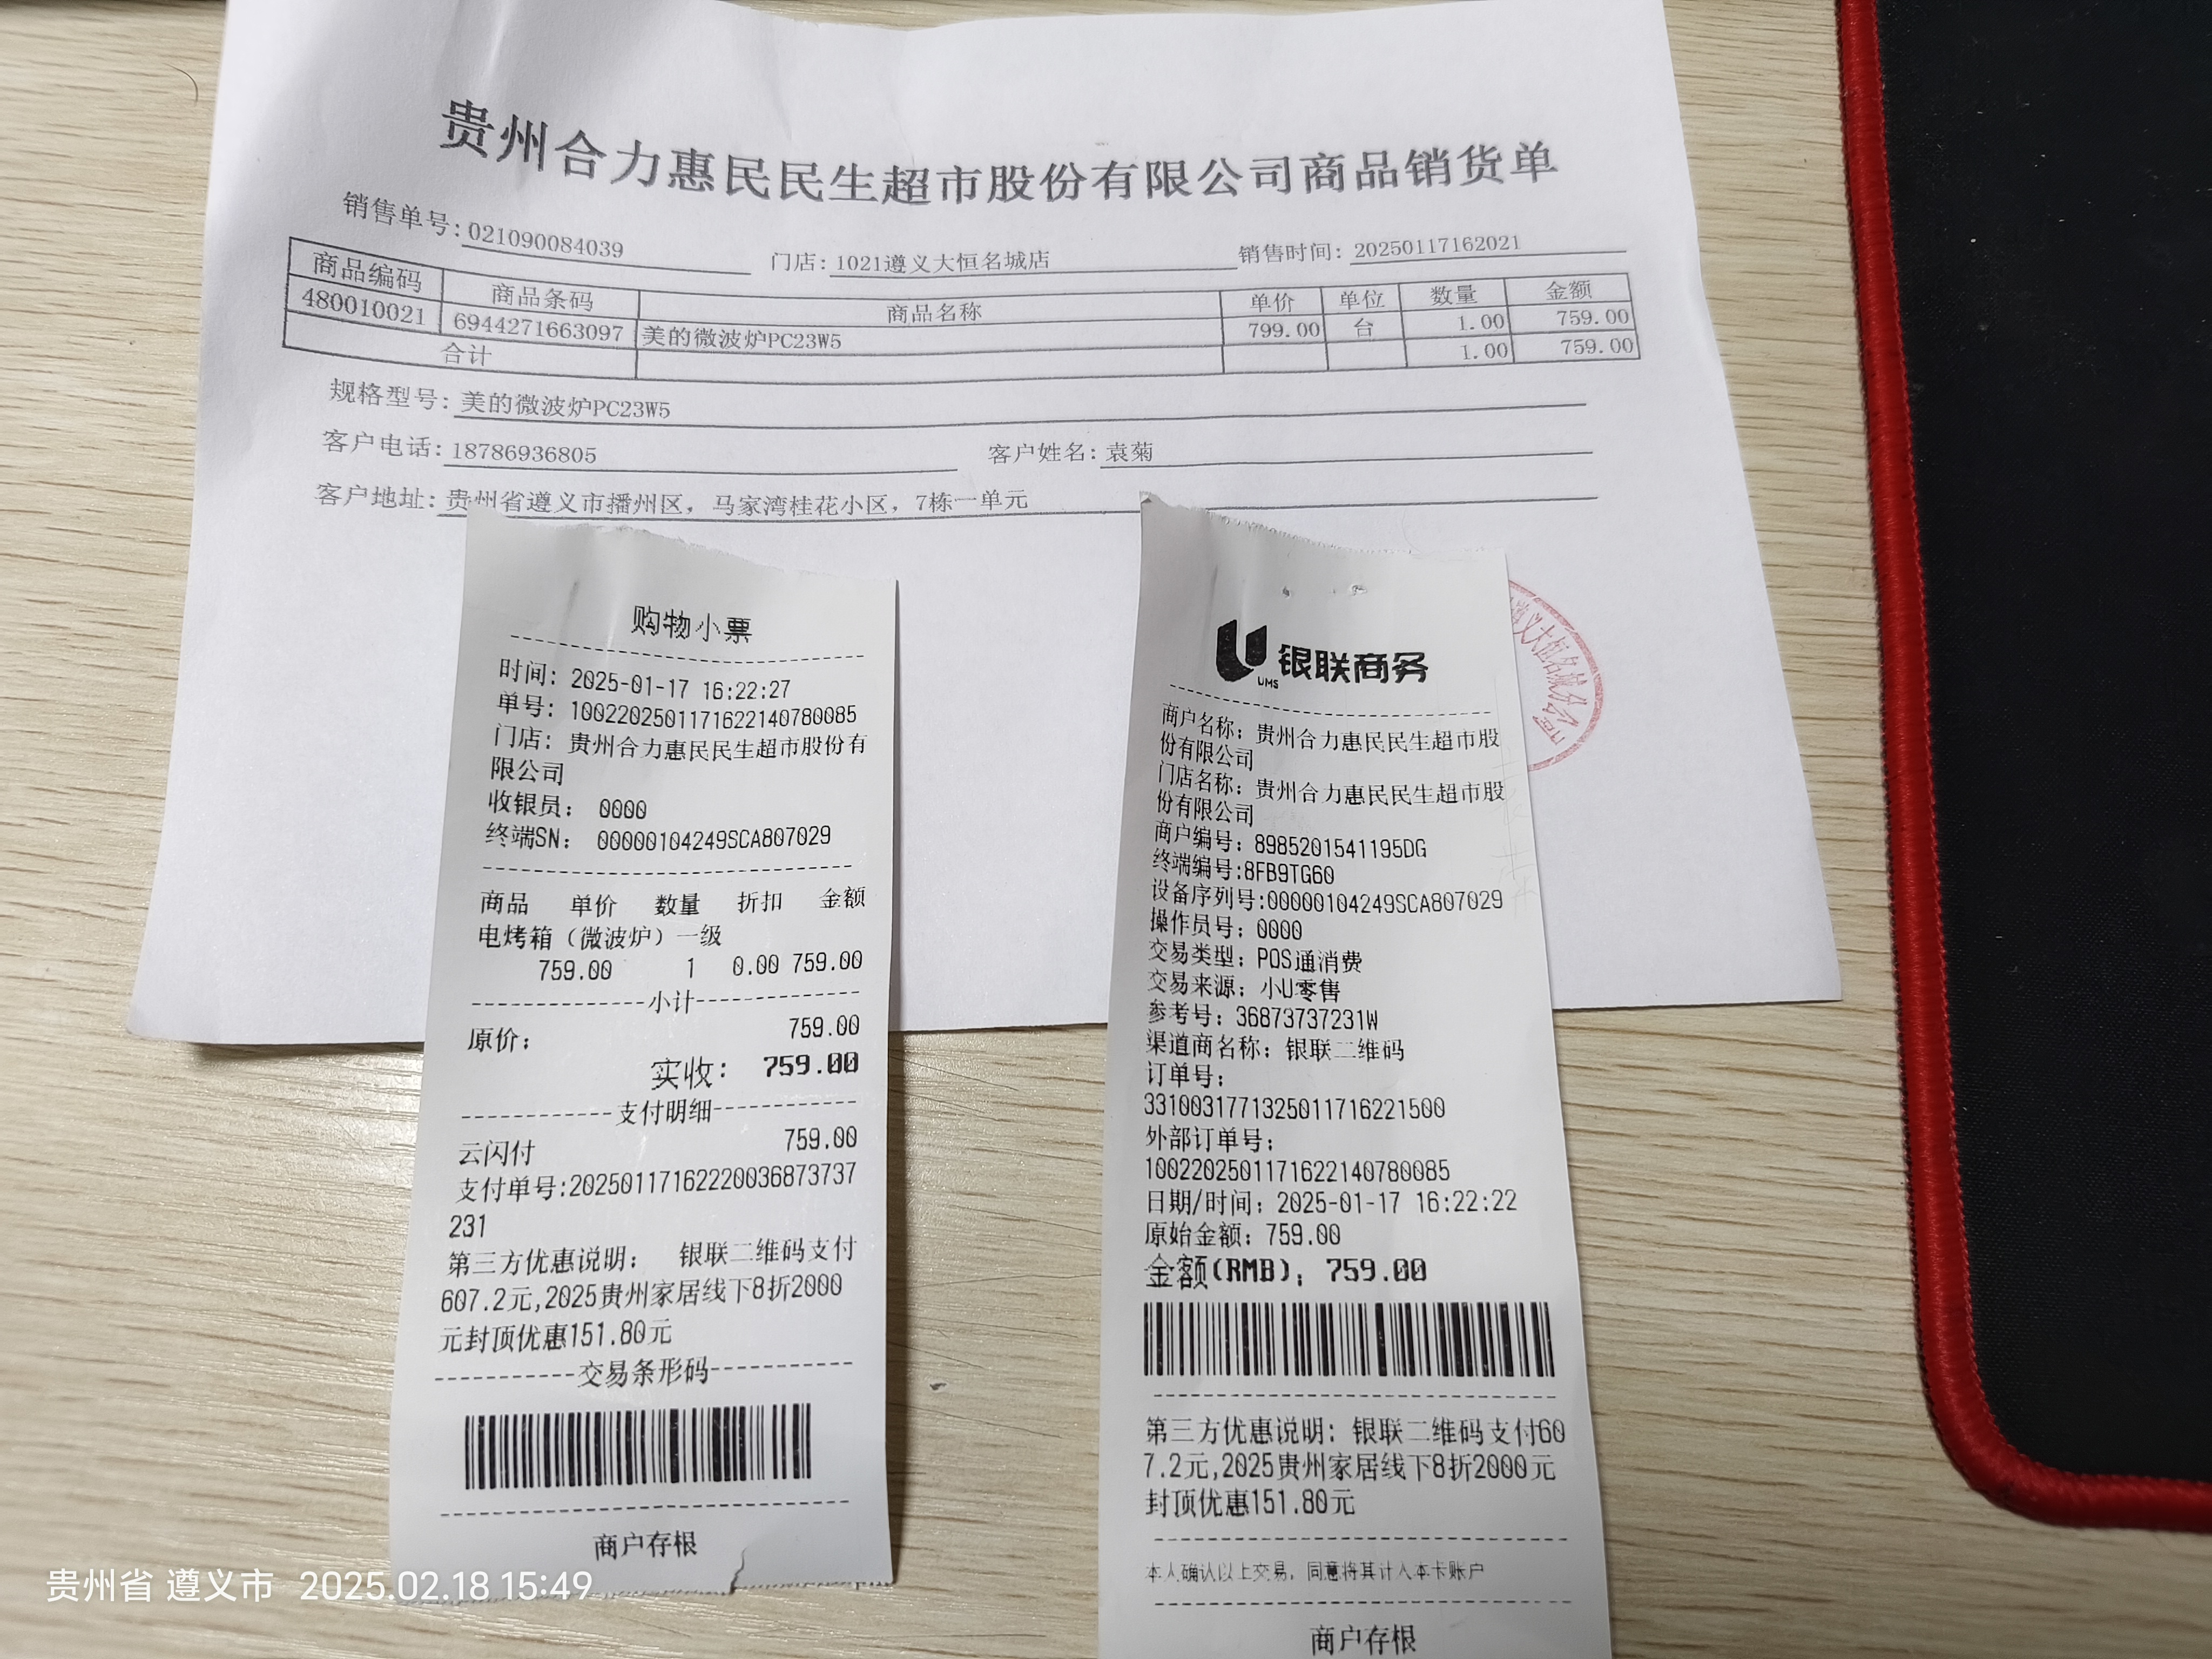 贵州合力惠民民生超市股份有限公司商品销货单
销售单号：021090084039 门店：1021遵义大恒名城店 销售时间：20250117162021
商品编码 商品条码 商品名称 单价 单位 数量 金额
480010021 6944271663097 美的微波炉PC23W5 799.00 台 1.00 759.00
合计 1.00 759.00
规格型号：美的微波炉PC23W5
客户电话：18786936805 客户姓名：袁菊
客户地址：贵州省遵义市播州区，马家湾桂花小区，7栋一单元
购物小票
时间：2025-01-17 16:22:27
单号：10022025011716221407​80085
门店：贵州合力惠民民生超市股份有
限公司
收银员：0000
终端SN：00000104249SCA807029
商品 单价 数量 折扣 金额
电烤箱（微波炉）一级
759.00 1 0.00 759.00
小计
原价：759.00
实收：759.00
支付明细
云闪付 759.00
支付单号:20250117162220036873737
231
第三方优惠说明： 银联二维码支付
607.2元,2025贵州家居线下8折2000
元封顶优惠151.80元
交易条形码
商户存根
银联商务
UMS
商户名称：贵州合力惠民民生超市股
份有限公司
门店名称：贵州合力惠民民生超市股
份有限公司
商户编号：8985201541195DG
终端编号:8FB9TG60
设备序列号:00000104249SCA807029
操作员号：0000
交易类型：POS通消费
交易来源：小U零售
参考号：36873737231W
渠道商名称：银联二维码
订单号：
3310031771325011716221500
外部订单号：
1002202501171622140780085
日期/时间：2025-01-17 16:22:22
原始金额：759.00
金额(RMB)：759.00
第三方优惠说明：银联二维码支付60
7.2元,2025贵州家居线下8折2000元
封顶优惠151.80元
本人确认以上交易，同意将其计入本卡账户
商户存根
遵义大恒名城分公司
贵州省 遵义市 2025.02.18 15:49